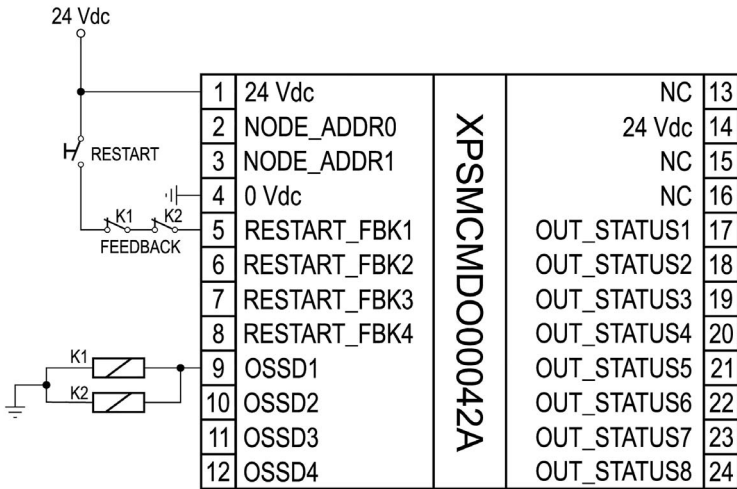 24 Vdc
RESTART
K1 K2
FEEDBACK
K1
K2
1 24 Vdc
2 NODE_ADDR0
3 NODE_ADDR1
4 0 Vdc
5 RESTART_FBK1
6 RESTART_FBK2
7 RESTART_FBK3
8 RESTART_FBK4
9 OSSD1
10 OSSD2
11 OSSD3
12 OSSD4
XPSMCMDO00042A
NC 13
24 Vdc 14
NC 15
NC 16
OUT_STATUS1 17
OUT_STATUS2 18
OUT_STATUS3 19
OUT_STATUS4 20
OUT_STATUS5 21
OUT_STATUS6 22
OUT_STATUS7 23
OUT_STATUS8 24